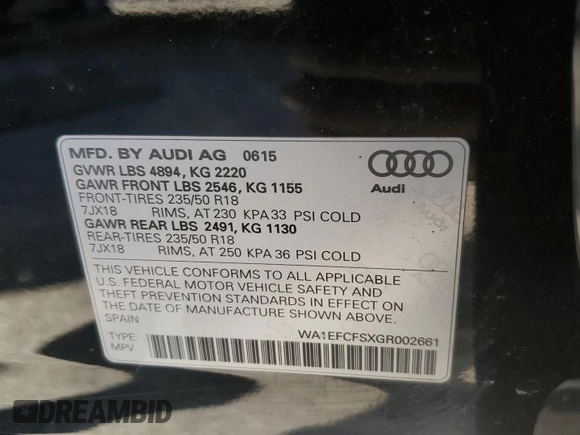 MFD. BY AUDI AG 0615
GVWR LBS 4894, KG 2220
GAWR FRONT LBS 2546, KG 1155
FRONT-TIRES 235/50 R18
7JX18 RIMS, AT 230 KPA 33 PSI COLD
GAWR REAR LBS 2491, KG 1130
REAR-TIRES 235/50 R18
7JX18 RIMS, AT 250 KPA 36 PSI COLD
Audi
THIS VEHICLE CONFORMS TO ALL APPLICABLE
U.S. FEDERAL MOTOR VEHICLE SAFETY AND
THEFT PREVENTION STANDARDS IN EFFECT ON
THE DATE OF MANUFACTURE SHOWN ABOVE.
SPAIN
TYPE:
MPV
WA1EFCFSXGR002661
DREAMBID